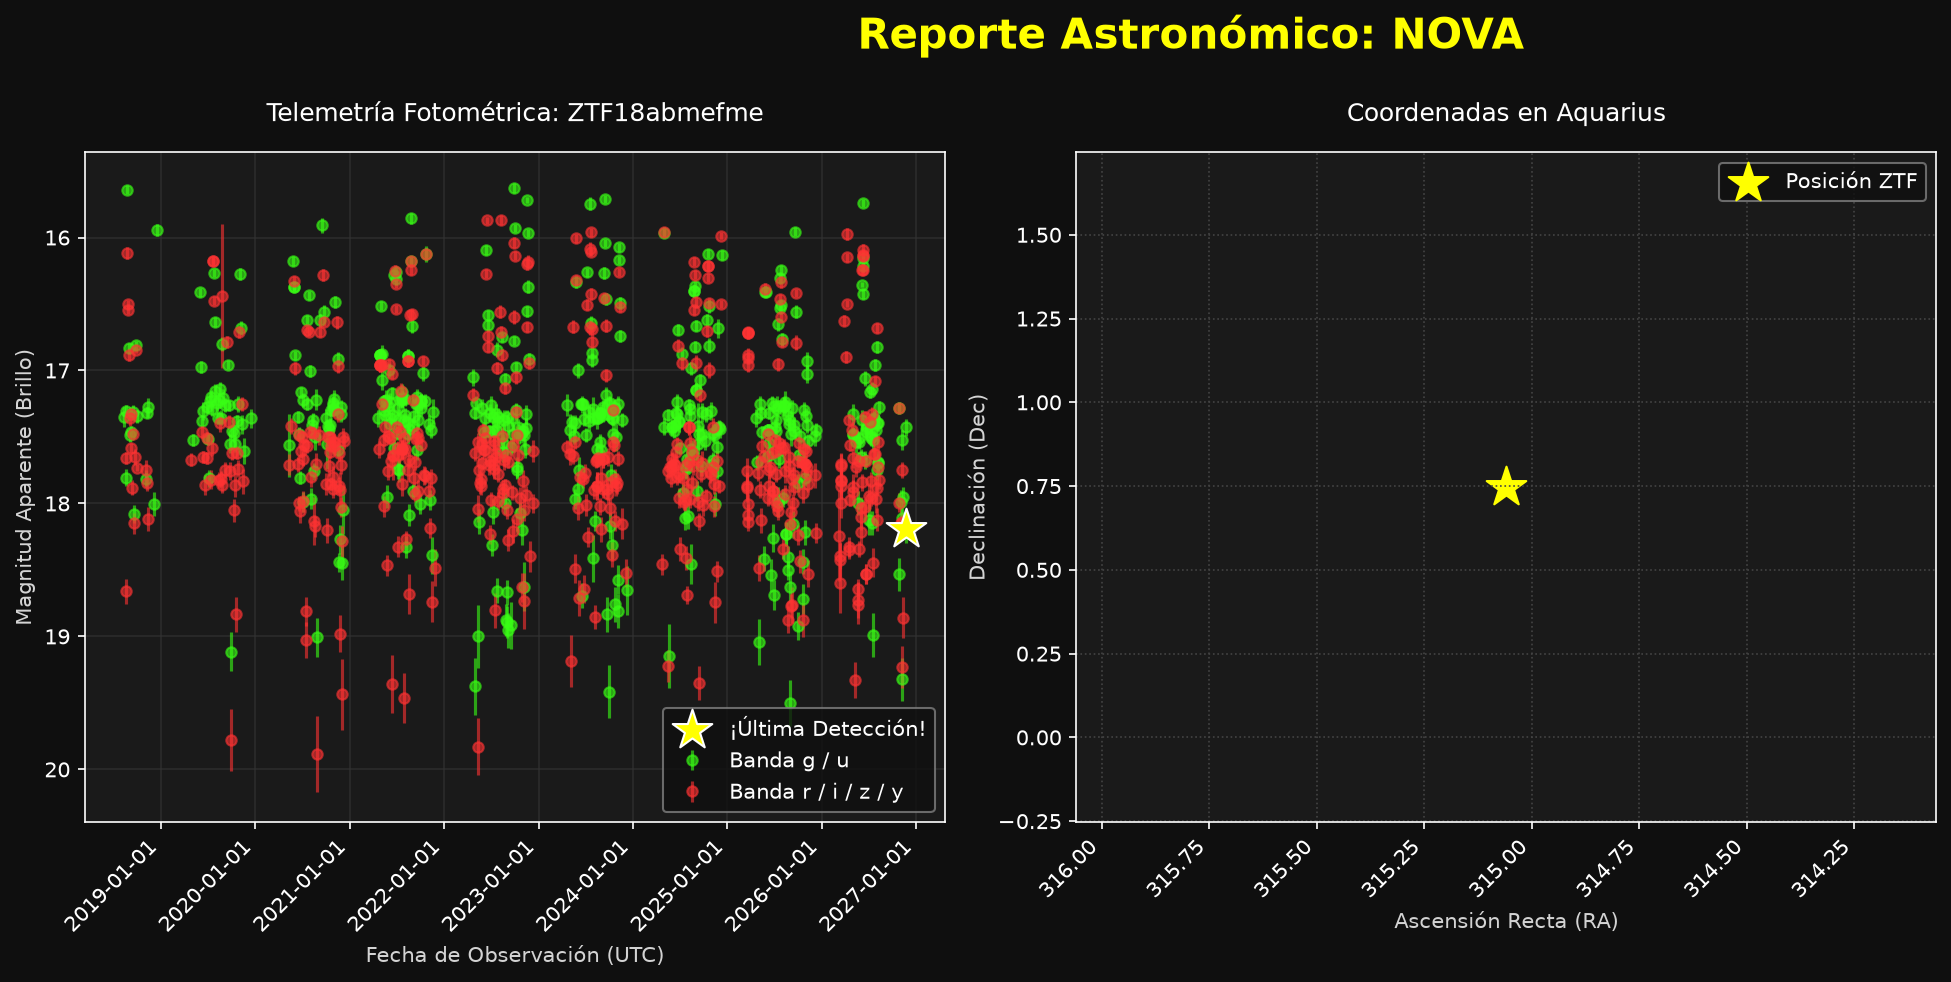 Reporte Astronómico: NOVA
Telemetría Fotométrica: ZTF18abmefme
Magnitud Aparente (Brillo)
16
17
18
19
20
¡Última Detección!
Banda g / u
Banda r / i / z / y
2019-01-01
2020-01-01
2021-01-01
2022-01-01
2023-01-01
2024-01-01
2025-01-01
2026-01-01
2027-01-01
Fecha de Observación (UTC)
Coordenadas en Aquarius
Posición ZTF
Declinación (Dec)
1.50
1.25
1.00
0.75
0.50
0.25
0.00
−0.25
316.00
315.75
315.50
315.25
315.00
314.75
314.50
314.25
Ascensión Recta (RA)